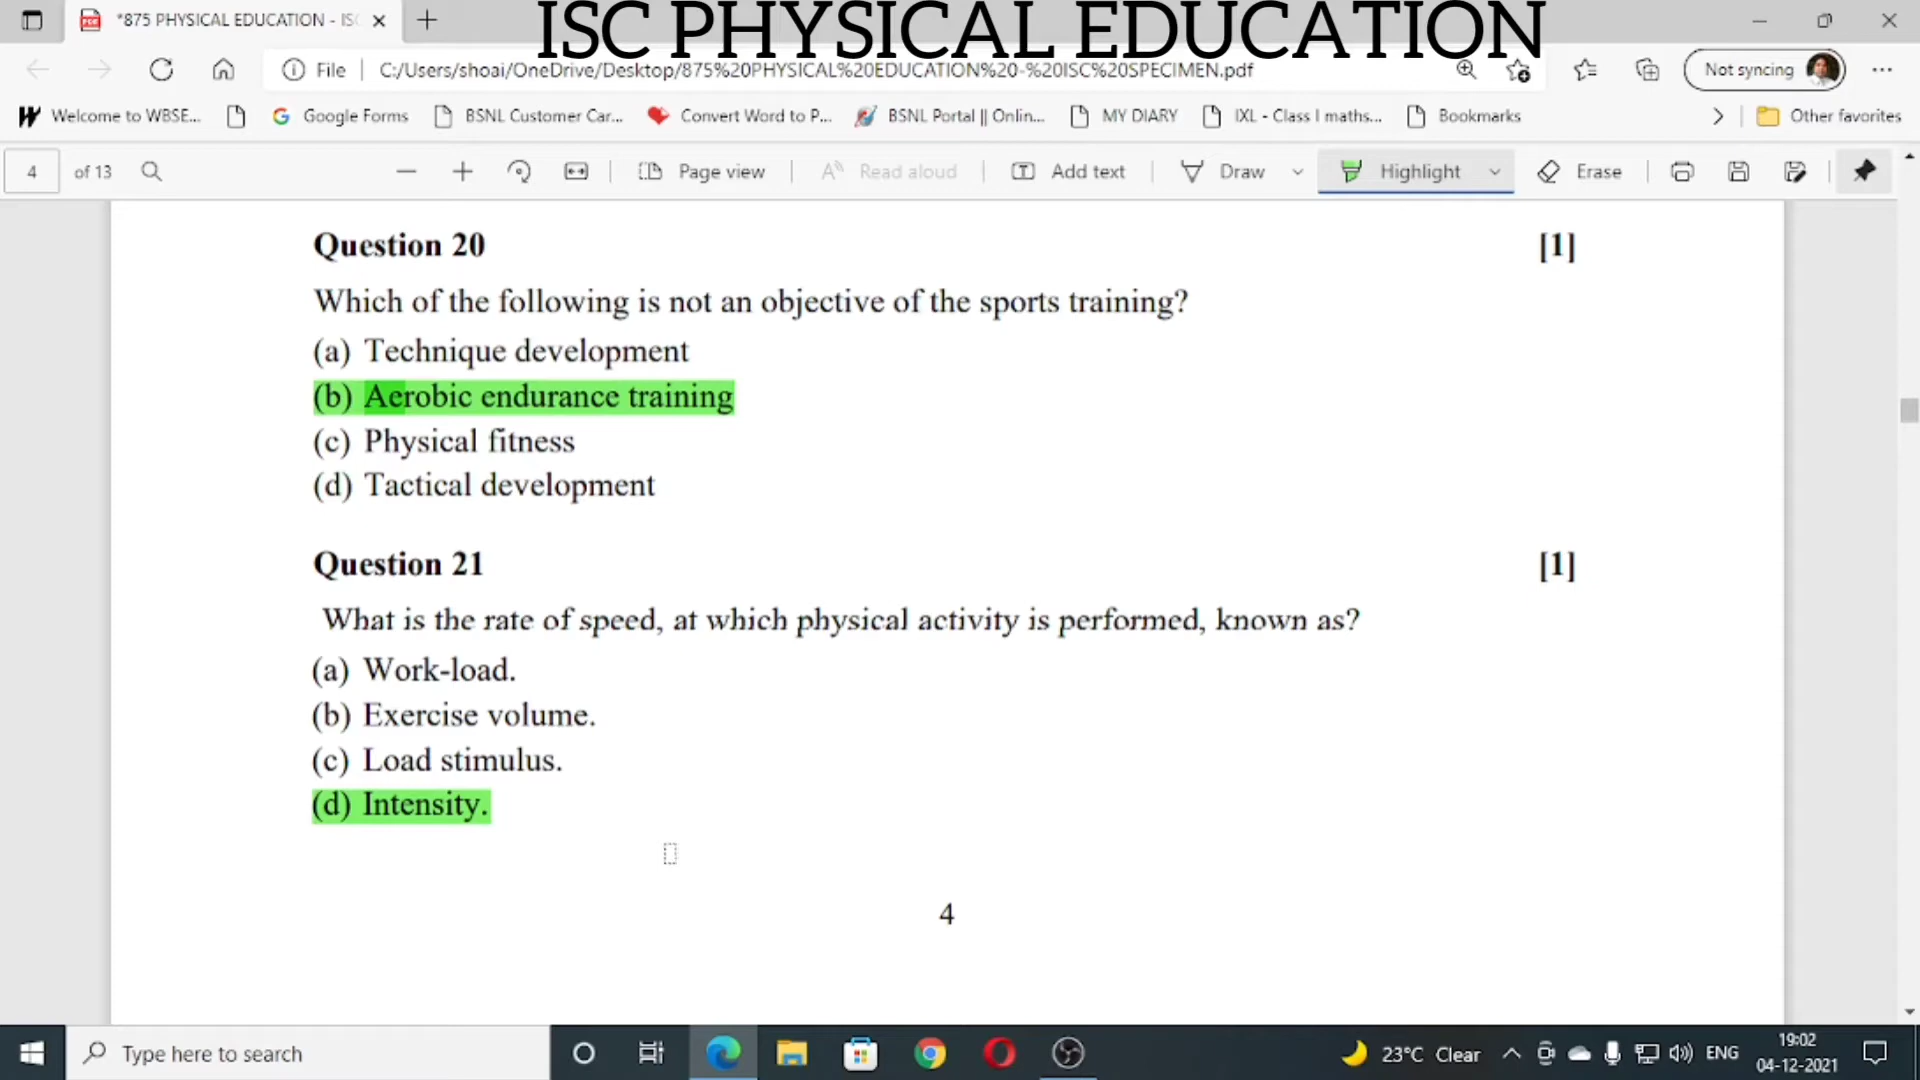 ISC PHYSICAL EDUCATION
*875 PHYSICAL EDUCATION - ISC
File C:/Users/shoai/OneDrive/Desktop/875%20PHYSICAL%20EDUCATION%20-%20ISC%20SPECIMEN.pdf Not syncing
Welcome to WBSE... Google Forms BSNL Customer Car... Convert Word to P... BSNL Portal || Onlin... MY DIARY IXL - Class I maths... Bookmarks Other favorites
4 of 13 Page view Read aloud Add text Draw Highlight Erase
Question 20 [1]
Which of the following is not an objective of the sports training?
(a) Technique development
(b) Aerobic endurance training
(c) Physical fitness
(d) Tactical development
Question 21 [1]
What is the rate of speed, at which physical activity is performed, known as?
(a) Work-load.
(b) Exercise volume.
(c) Load stimulus.
(d) Intensity.
4
Type here to search 23°C Clear ENG 19:02
04-12-2021